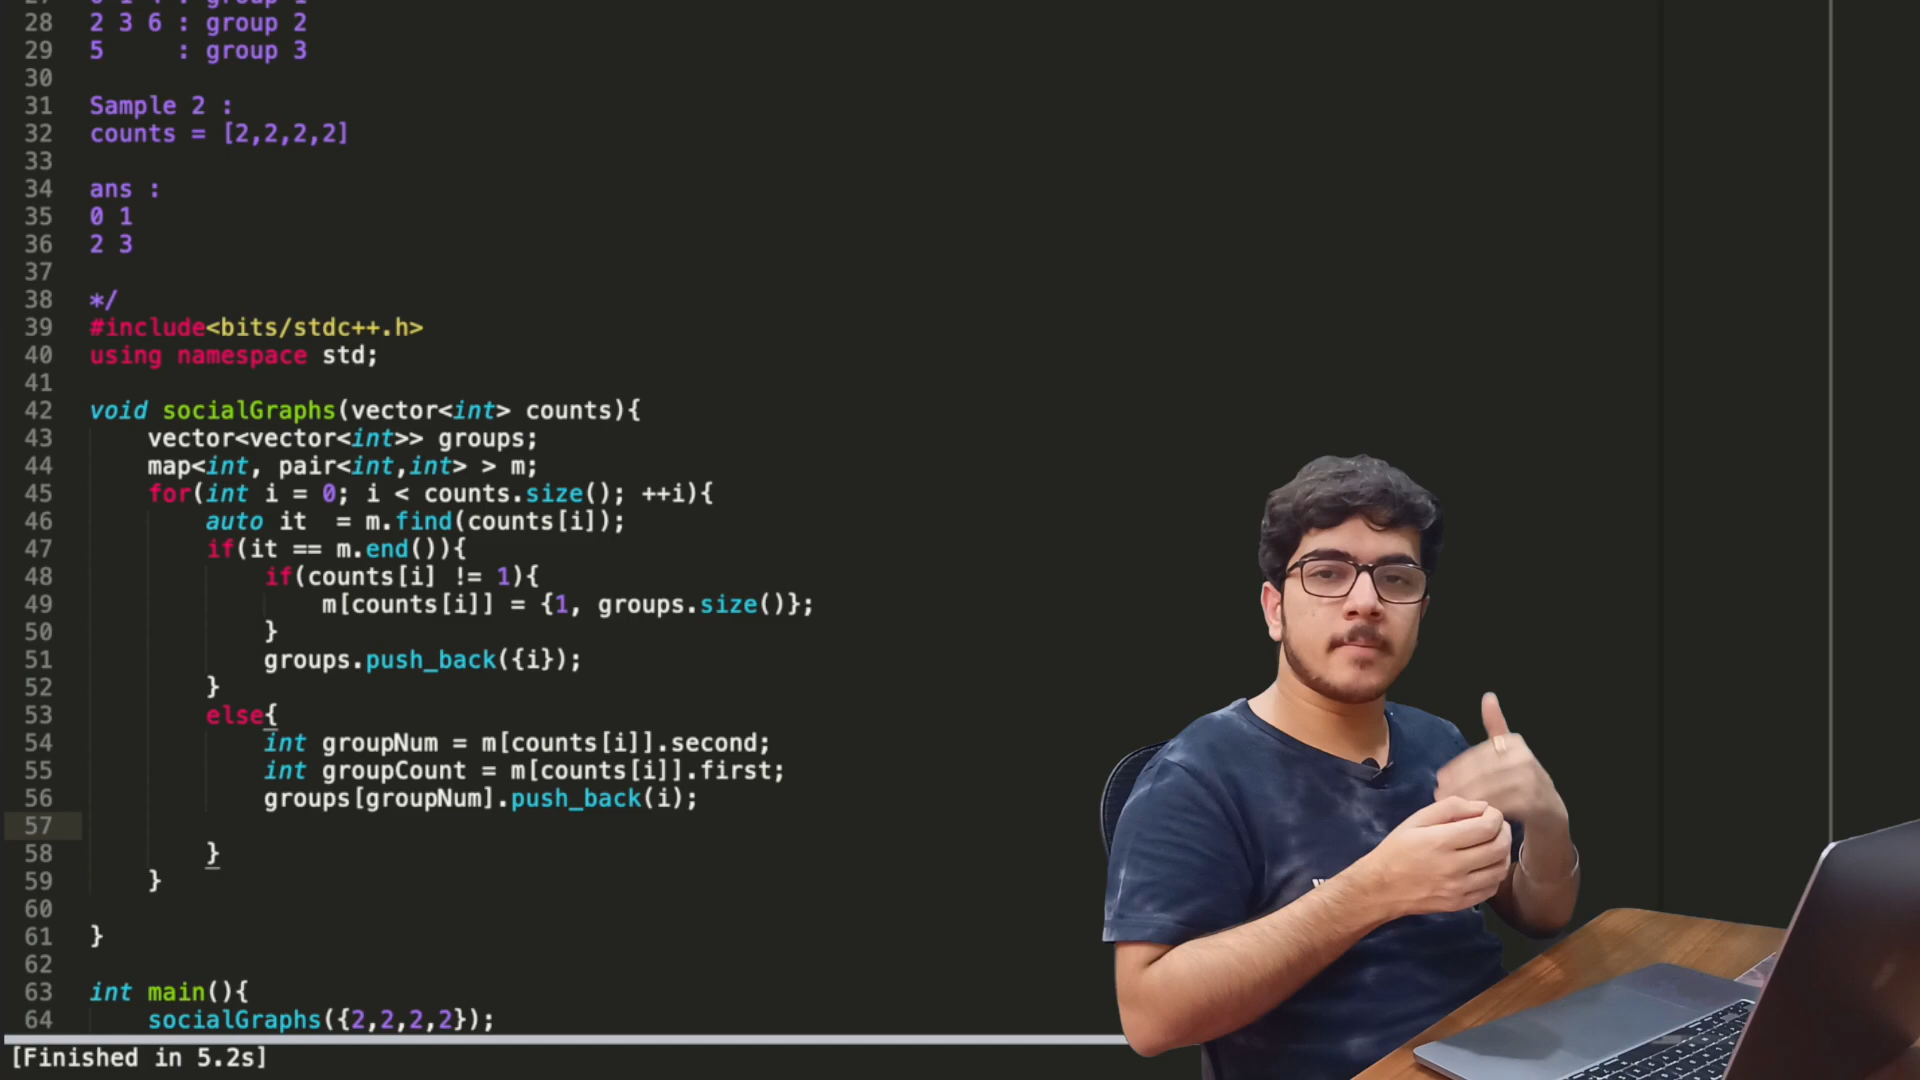 27 0 1 4 : group 1
28 2 3 6 : group 2
29 5     : group 3
30
31 Sample 2 :
32 counts = [2,2,2,2]
33
34 ans :
35 0 1
36 2 3
37
38 */
39 #include<bits/stdc++.h>
40 using namespace std;
41
42 void socialGraphs(vector<int> counts){
43     vector<vector<int>> groups;
44     map<int, pair<int,int> > m;
45     for(int i = 0; i < counts.size(); ++i){
46         auto it  = m.find(counts[i]);
47         if(it == m.end()){
48             if(counts[i] != 1){
49                 m[counts[i]] = {1, groups.size()};
50             }
51             groups.push_back({i});
52         }
53         else{
54             int groupNum = m[counts[i]].second;
55             int groupCount = m[counts[i]].first;
56             groups[groupNum].push_back(i);
57
58         }
59     }
60
61 }
62
63 int main(){
64     socialGraphs({2,2,2,2});
[Finished in 5.2s]